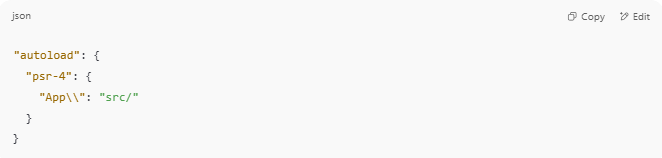 json
Copy
Edit
"autoload": {
  "psr-4": {
    "App\\": "src/"
  }
}